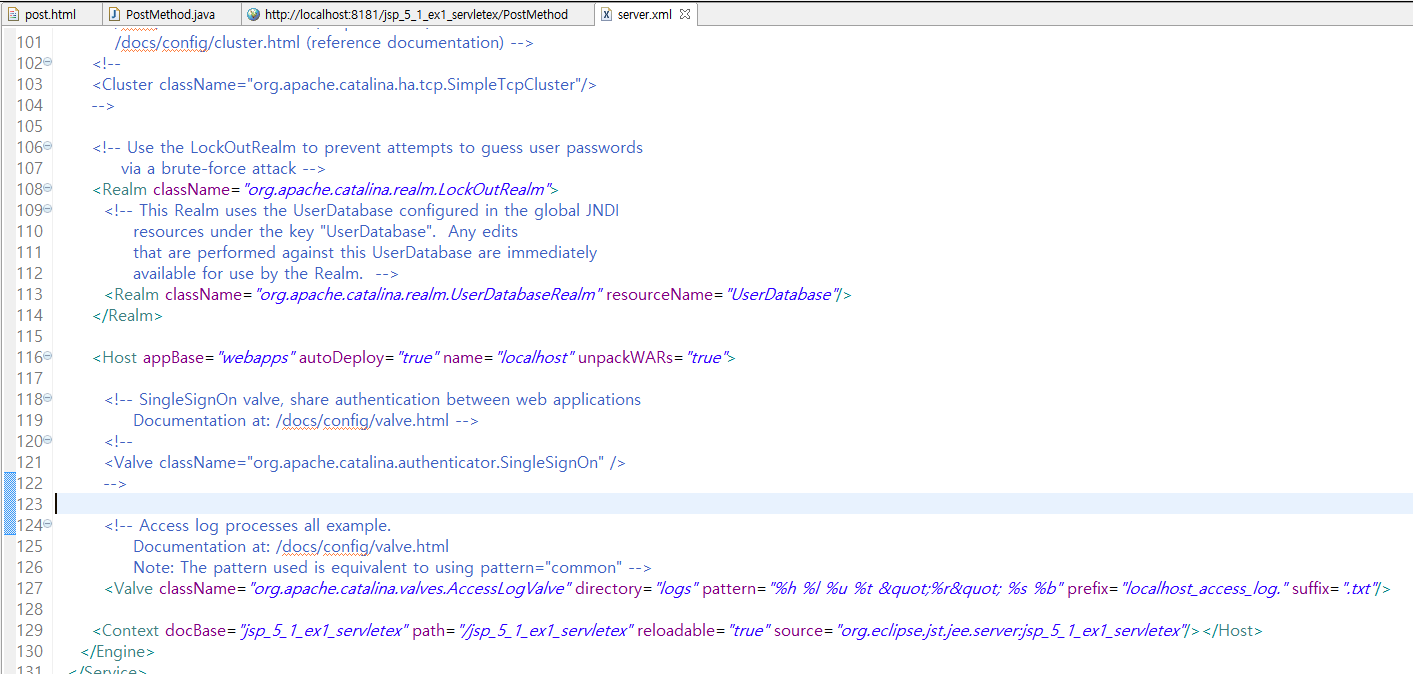 post.html PostMethod.java http://localhost:8181/jsp_5_1_ex1_servletex/PostMethod server.xml
101 /docs/config/cluster.html (reference documentation) -->
102 <!--
103 <Cluster className="org.apache.catalina.ha.tcp.SimpleTcpCluster"/>
104 -->
105
106 <!-- Use the LockOutRealm to prevent attempts to guess user passwords
107 via a brute-force attack -->
108 <Realm className="org.apache.catalina.realm.LockOutRealm">
109 <!-- This Realm uses the UserDatabase configured in the global JNDI
110 resources under the key "UserDatabase".  Any edits
111 that are performed against this UserDatabase are immediately
112 available for use by the Realm.  -->
113 <Realm className="org.apache.catalina.realm.UserDatabaseRealm" resourceName="UserDatabase"/>
114 </Realm>
115
116 <Host appBase="webapps" autoDeploy="true" name="localhost" unpackWARs="true">
117
118 <!-- SingleSignOn valve, share authentication between web applications
119 Documentation at: /docs/config/valve.html -->
120 <!--
121 <Valve className="org.apache.catalina.authenticator.SingleSignOn" />
122 -->
123
124 <!-- Access log processes all example.
125 Documentation at: /docs/config/valve.html
126 Note: The pattern used is equivalent to using pattern="common" -->
127 <Valve className="org.apache.catalina.valves.AccessLogValve" directory="logs" pattern="%h %l %u %t &quot;%r&quot; %s %b" prefix="localhost_access_log." suffix=".txt"/>
128
129 <Context docBase="jsp_5_1_ex1_servletex" path="/jsp_5_1_ex1_servletex" reloadable="true" source="org.eclipse.jst.jee.server:jsp_5_1_ex1_servletex"/></Host>
130 </Engine>
131 </Service>